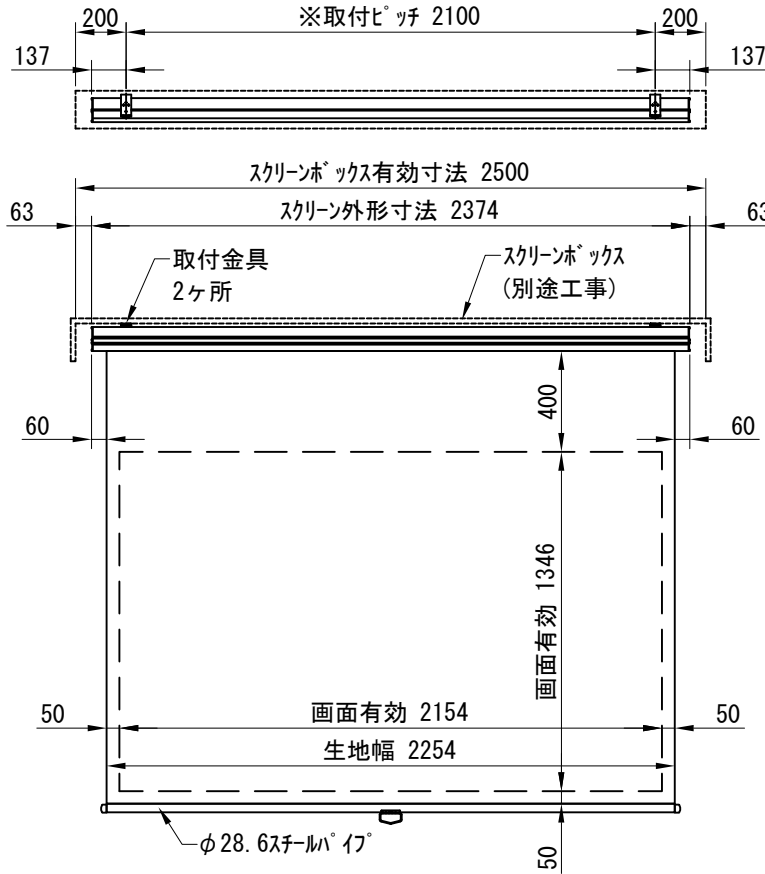 200
※取付ﾋﾟｯﾁ 2100
200
137
137
ｽｸﾘｰﾝﾎﾞｯｸｽ有効寸法 2500
63
ｽｸﾘｰﾝ外形寸法 2374
63
取付金具
2ヶ所
ｽｸﾘｰﾝﾎﾞｯｸｽ
(別途工事)
400
60
60
画面有効 1346
50
画面有効 2154
50
生地幅 2254
φ28.6ｽﾁｰﾙﾊﾟｲﾌﾟ
50